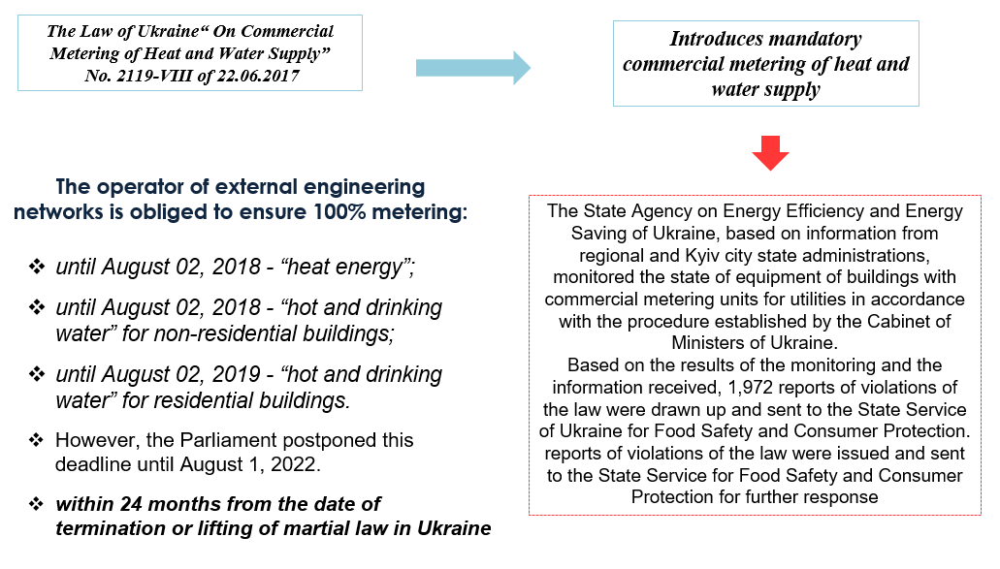 The Law of Ukraine“ On Commercial
Metering of Heat and Water Supply”
No. 2119-VIII of 22.06.2017
Introduces mandatory
commercial metering of heat and
water supply
The operator of external engineering
networks is obliged to ensure 100% metering:
❖ until August 02, 2018 - “heat energy”;
❖ until August 02, 2018 - “hot and drinking
water” for non-residential buildings;
❖ until August 02, 2019 - “hot and drinking
water” for residential buildings.
❖ However, the Parliament postponed this
deadline until August 1, 2022.
❖ within 24 months from the date of
termination or lifting of martial law in Ukraine
The State Agency on Energy Efficiency and Energy
Saving of Ukraine, based on information from
regional and Kyiv city state administrations,
monitored the state of equipment of buildings with
commercial metering units for utilities in accordance
with the procedure established by the Cabinet of
Ministers of Ukraine.
Based on the results of the monitoring and the
information received, 1,972 reports of violations of
the law were drawn up and sent to the State Service
of Ukraine for Food Safety and Consumer Protection.
reports of violations of the law were issued and sent
to the State Service for Food Safety and Consumer
Protection for further response